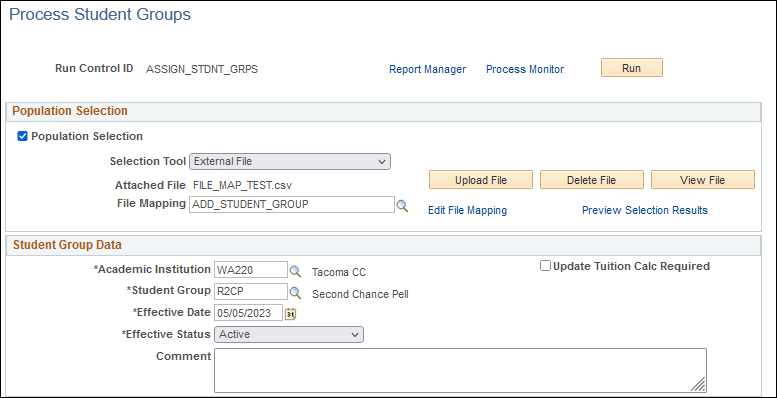 Process Student Groups
Run Control ID ASSIGN_STDNT_GRPS Report Manager Process Monitor Run
Population Selection
Population Selection
Selection Tool External File
Attached File FILE_MAP_TEST.csv Upload File Delete File View File
File Mapping ADD_STUDENT_GROUP Edit File Mapping Preview Selection Results
Student Group Data
*Academic Institution WA220 Tacoma CC Update Tuition Calc Required
*Student Group R2CP Second Chance Pell
*Effective Date 05/05/2023 31
*Effective Status Active
Comment